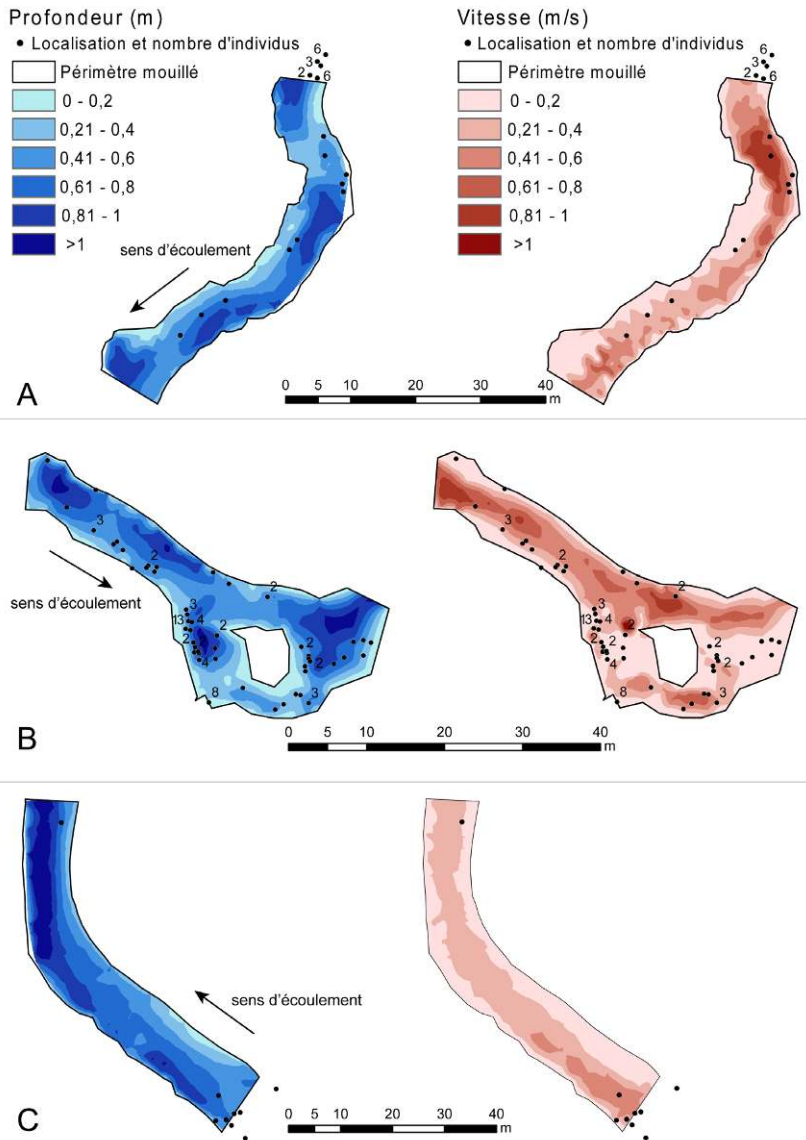 Profondeur (m)
• Localisation et nombre d'individus
Périmètre mouillé
0 - 0,2
0,21 - 0,4
0,41 - 0,6
0,61 - 0,8
0,81 - 1
>1
sens d'écoulement
6
3
2
6
Vitesse (m/s)
• Localisation et nombre d'individus
Périmètre mouillé
0 - 0,2
0,21 - 0,4
0,41 - 0,6
0,61 - 0,8
0,81 - 1
>1
6
3
2
6
A
0 5 10 20 30 40
m
3
2
sens d'écoulement
2
3
13 4
2 2
4
2
8
3
3
2
2
3
13 4
2 2
4
2
8
3
B
0 5 10 20 30 40
m
sens d'écoulement
sens d'écoulement
C
0 5 10 20 30 40
m